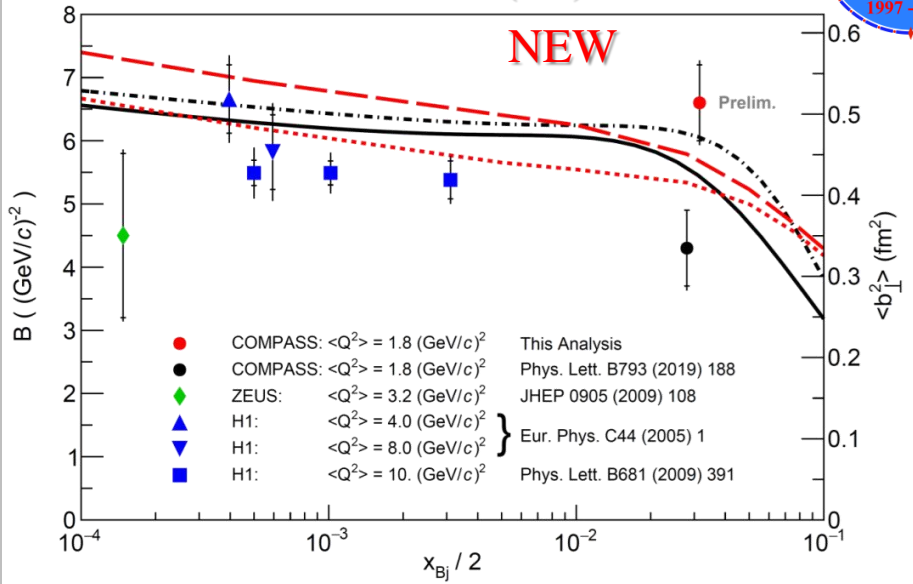 1997 -
NEW
8
7
6
5
4
3
2
1
0
0.6
0.5
0.4
0.3
0.2
0.1
0
B ( (GeV/c)⁻²
<b²⊥> (fm²)
Prelim.
COMPASS: <Q²> = 1.8 (GeV/c)² This Analysis
COMPASS: <Q²> = 1.8 (GeV/c)² Phys. Lett. B793 (2019) 188
ZEUS: <Q²> = 3.2 (GeV/c)² JHEP 0905 (2009) 108
H1: <Q²> = 4.0 (GeV/c)²
Eur. Phys. C44 (2005) 1
H1: <Q²> = 8.0 (GeV/c)²
H1: <Q²> = 10. (GeV/c)² Phys. Lett. B681 (2009) 391
10⁻⁴ 10⁻³ 10⁻² 10⁻¹
x_Bj / 2